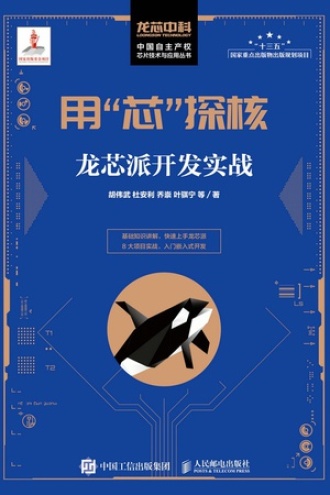 龙芯中科
LOONGSON TECHNOLOGY
中国自主产权
芯片技术与应用丛书
“十三五”
国家重点出版物出版规划项目
用“芯”探核
龙芯派开发实战
胡伟武 杜安利 乔崇 叶骐宁 等/著
基础知识讲解，快速上手龙芯派
8 大项目实战，入门嵌入式开发
LS
T1
T2
中国工信出版集团
人民邮电出版社
POSTS & TELECOM PRESS